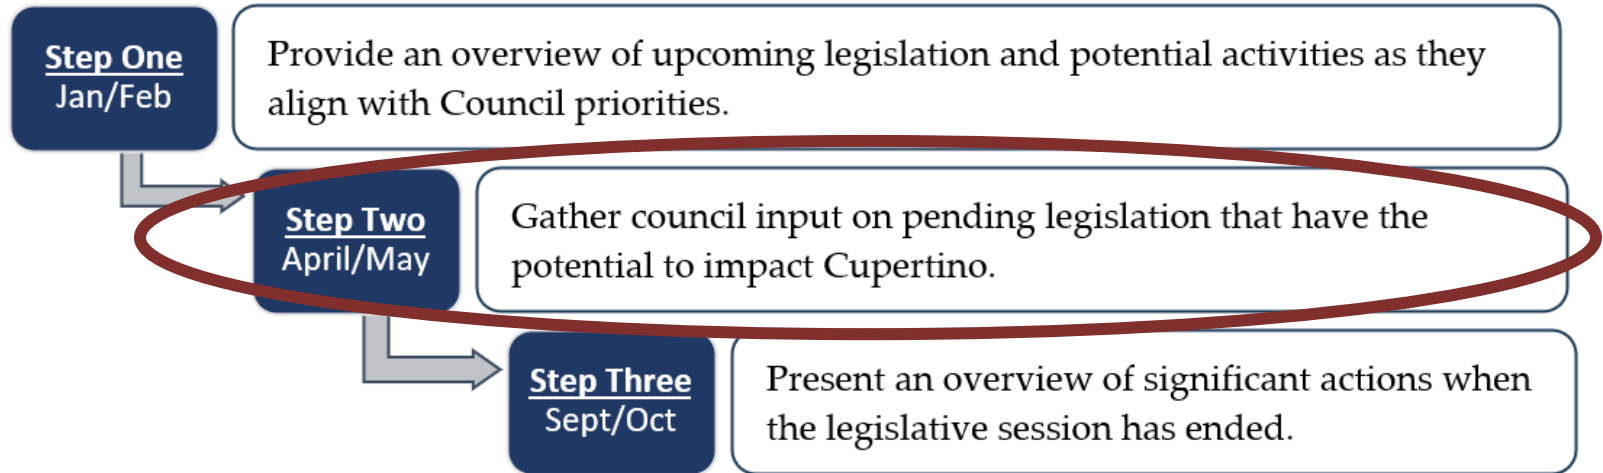 Step One
Jan/Feb
Provide an overview of upcoming legislation and potential activities as they
align with Council priorities.
Step Two
April/May
Gather council input on pending legislation that have the
potential to impact Cupertino.
Step Three
Sept/Oct
Present an overview of significant actions when
the legislative session has ended.